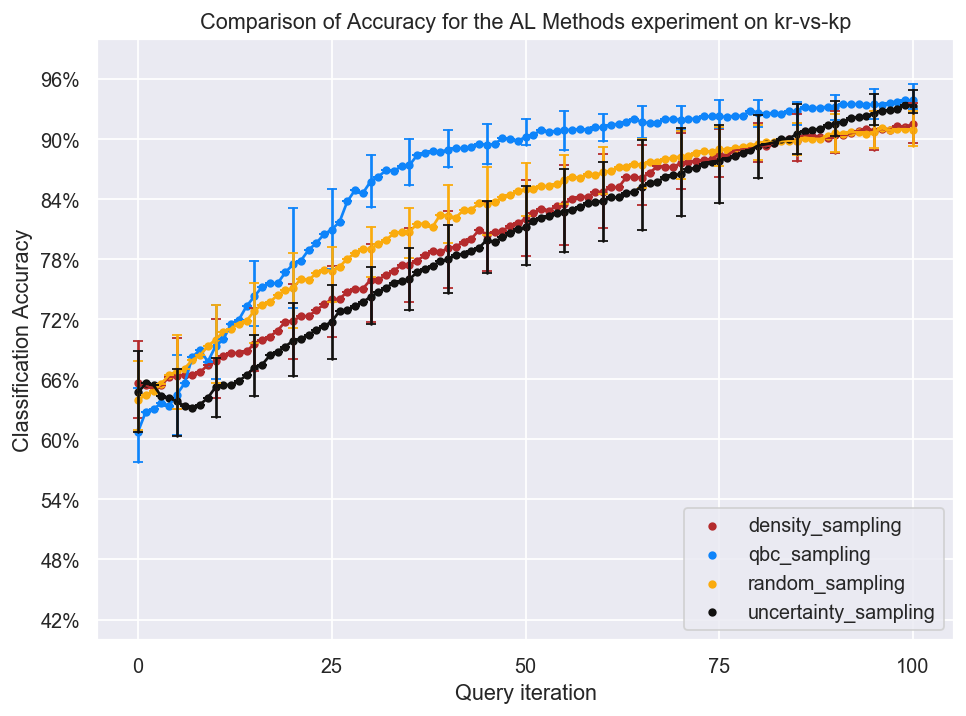 Comparison of Accuracy for the AL Methods experiment on kr-vs-kp
Classification Accuracy
96%
90%
84%
78%
72%
66%
60%
54%
48%
42%
density_sampling
qbc_sampling
random_sampling
uncertainty_sampling
0 25 50 75 100
Query iteration